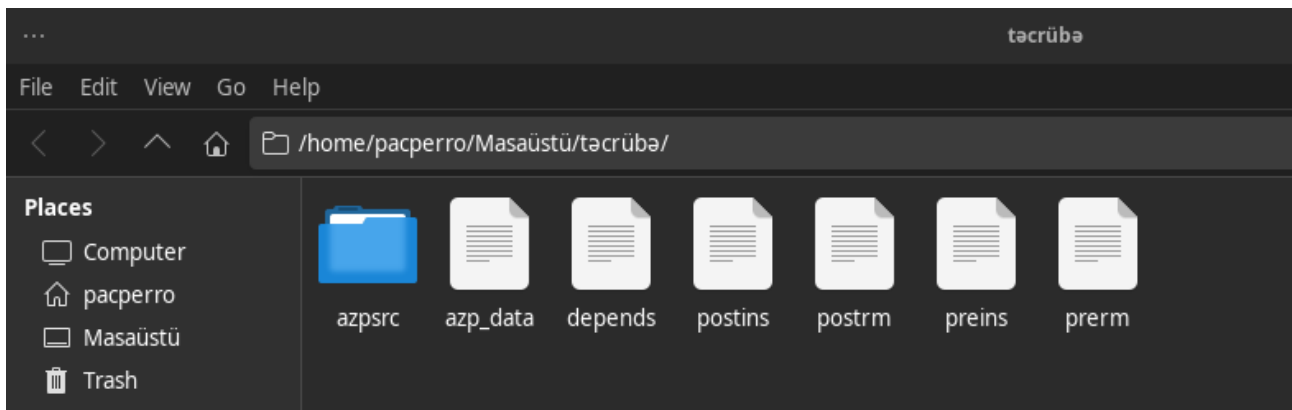 ...
təcrübə
File Edit View Go Help
/home/pacperro/Masaüstü/təcrübə/
Places
Computer
pacperro
Masaüstü
Trash
azpsrc azp_data depends postins postrm preins prerm